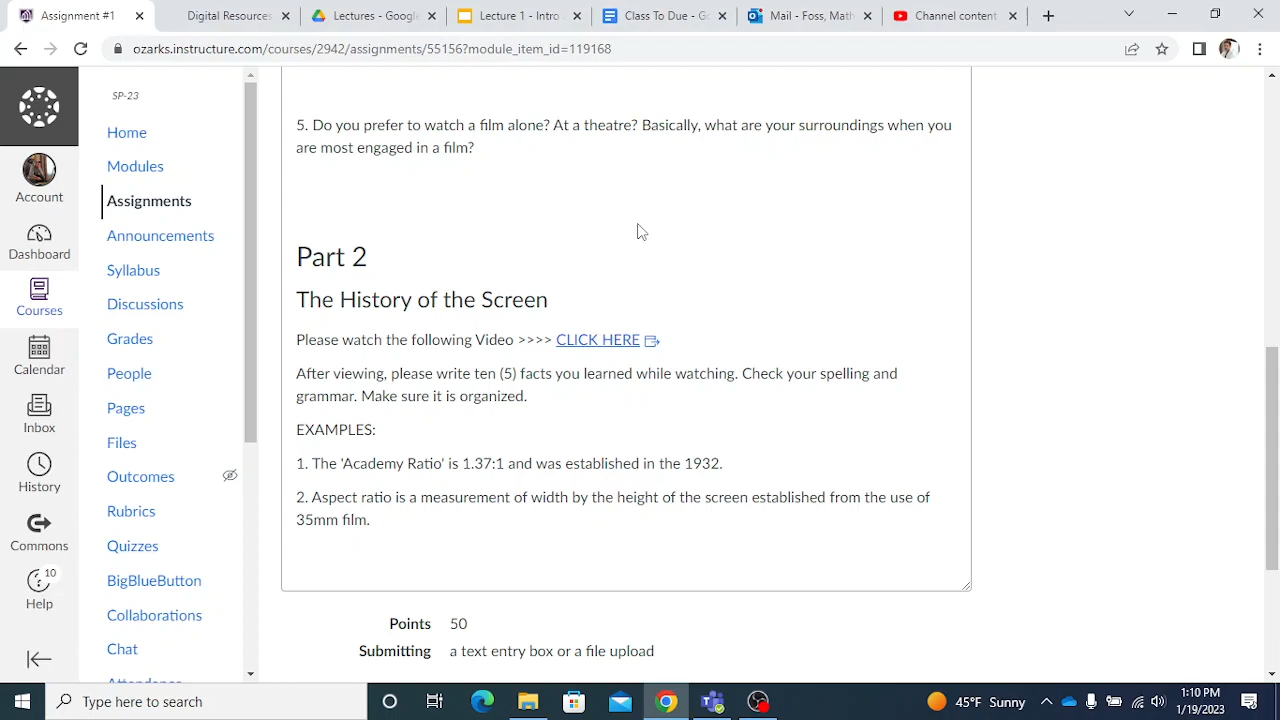 Assignment #1
Digital Resources
Lectures - Google
Lecture 1 - Intro
Class To Due - Go
Mail - Foss, Math
Channel content
ozarks.instructure.com/courses/2942/assignments/55156?module_item_id=119168
Account
Dashboard
Courses
Calendar
Inbox
History
Commons
10
Help
SP-23
Home
Modules
Assignments
Announcements
Syllabus
Discussions
Grades
People
Pages
Files
Outcomes
Rubrics
Quizzes
BigBlueButton
Collaborations
Chat
Attendance
5. Do you prefer to watch a film alone? At a theatre? Basically, what are your surroundings when you
are most engaged in a film?
Part 2
The History of the Screen
Please watch the following Video >>>> CLICK HERE
After viewing, please write ten (5) facts you learned while watching. Check your spelling and
grammar. Make sure it is organized.
EXAMPLES:
1. The 'Academy Ratio' is 1.37:1 and was established in the 1932.
2. Aspect ratio is a measurement of width by the height of the screen established from the use of
35mm film.
Points 50
Submitting a text entry box or a file upload
Type here to search
45°F Sunny
1:10 PM
1/19/2023